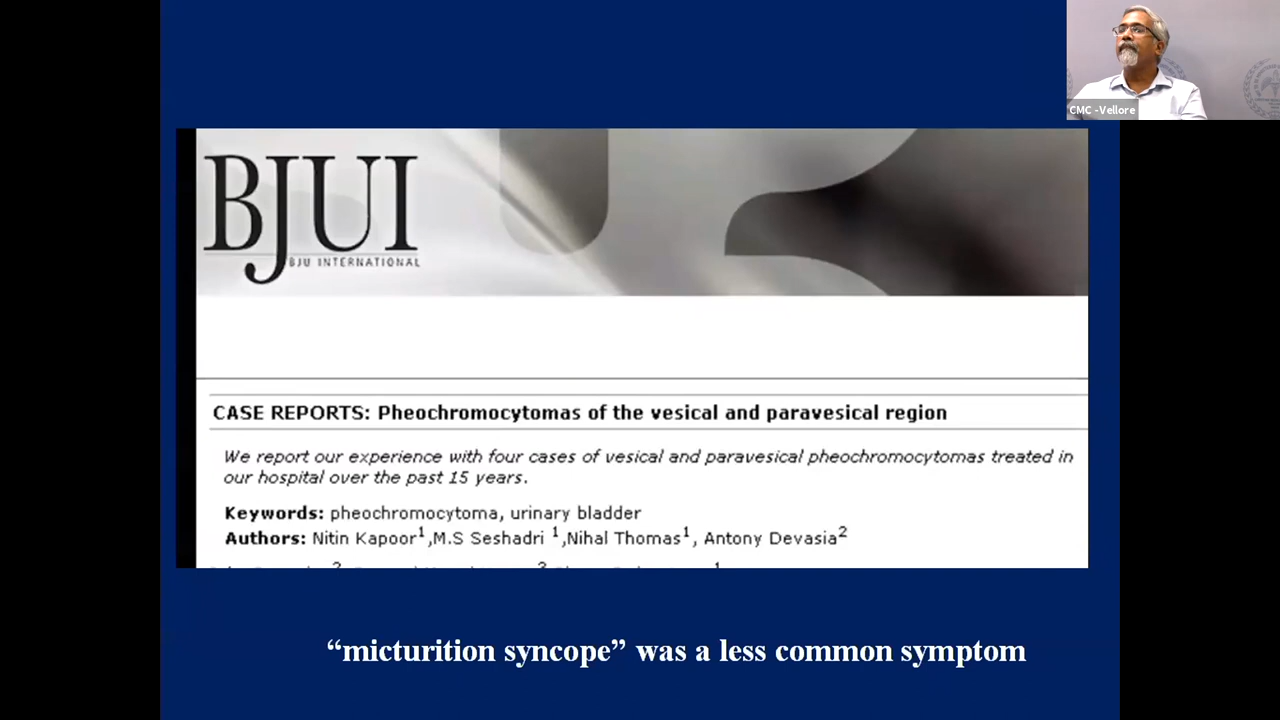 CMC -Vellore
BJUI
BJU INTERNATIONAL
CASE REPORTS: Pheochromocytomas of the vesical and paravesical region
We report our experience with four cases of vesical and paravesical pheochromocytomas treated in
our hospital over the past 15 years.
Keywords: pheochromocytoma, urinary bladder
Authors: Nitin Kapoor1,M.S Seshadri 1,Nihal Thomas1, Antony Devasia2
“micturition syncope” was a less common symptom